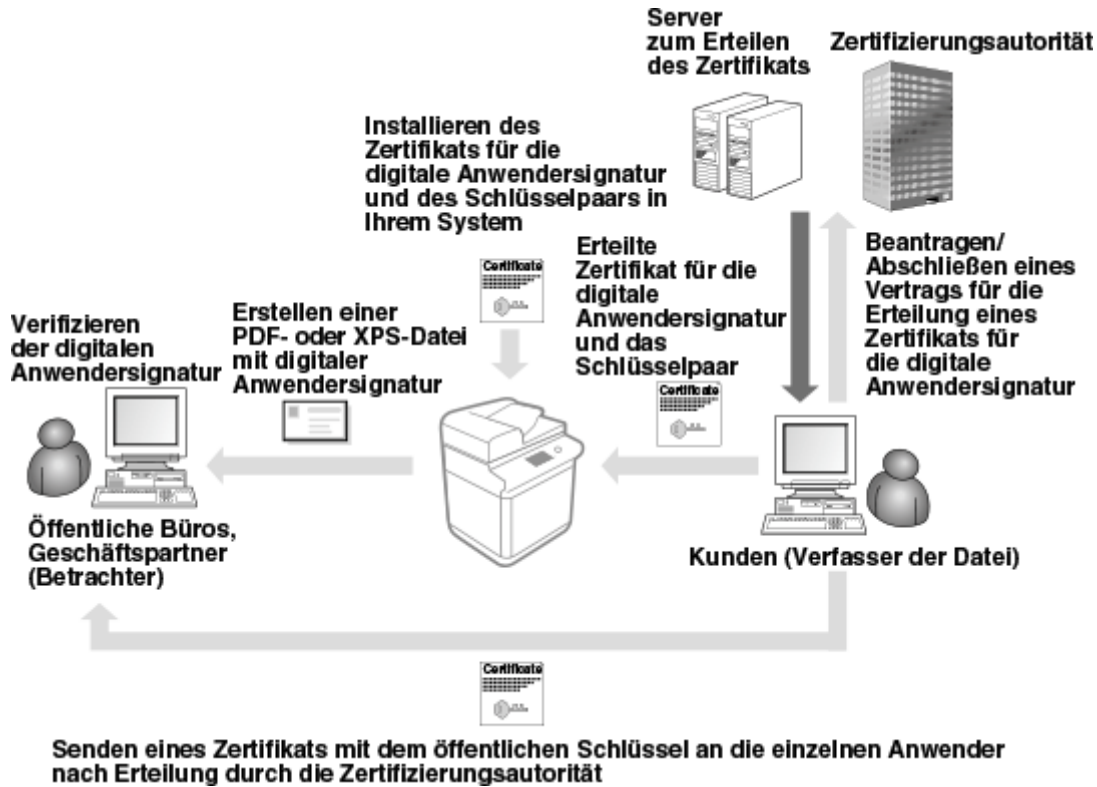 Server
zum Erteilen
des Zertifikats
Zertifizierungsautorität
Installieren des
Zertifikats für die
digitale Anwendersignatur
und des Schlüsselpaars in
Ihrem System
Certificate
Erteilte
Zertifikat für die
digitale
Anwendersignatur
und das
Schlüsselpaar
Certificate
Beantragen/
Abschließen eines
Vertrags für die
Erteilung eines
Zertifikats für
die digitale
Anwendersignatur
Erstellen einer
PDF- oder XPS-Datei
mit digitaler
Anwendersignatur
Verifizieren
der digitalen
Anwendersignatur
Öffentliche Büros,
Geschäftspartner
(Betrachter)
Kunden (Verfasser der Datei)
Certificate
Senden eines Zertifikats mit dem öffentlichen Schlüssel an die einzelnen Anwender
nach Erteilung durch die Zertifizierungsautorität